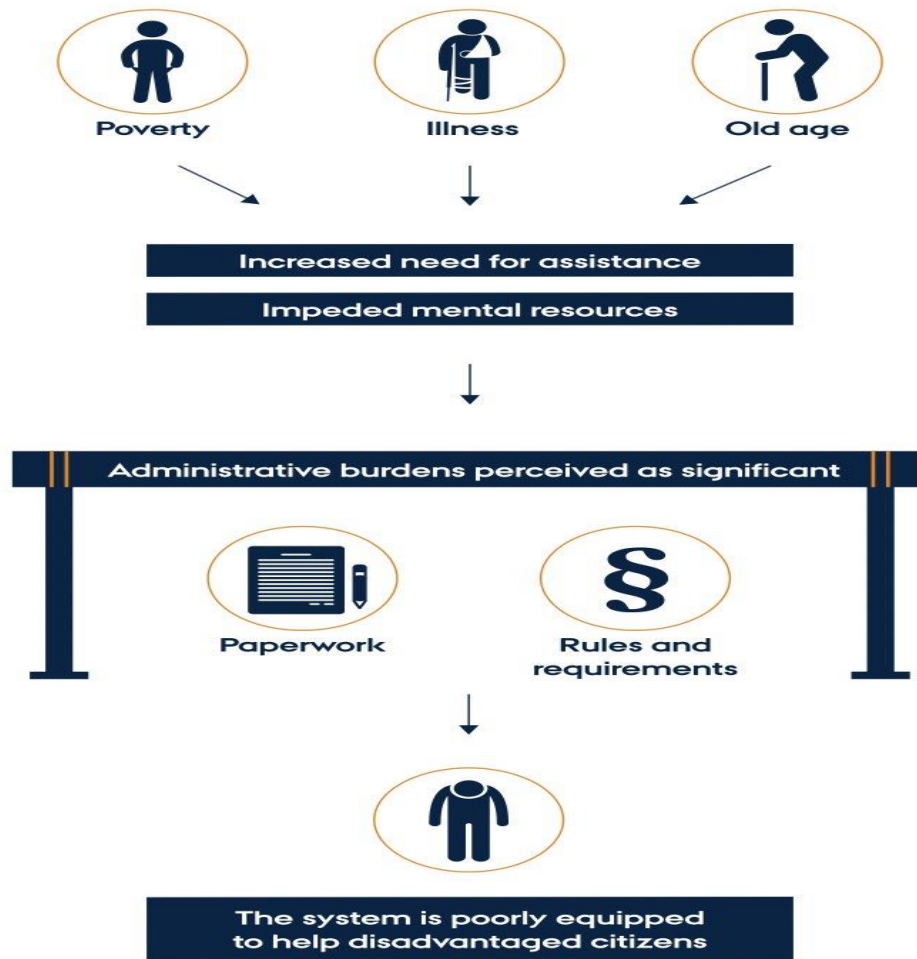 Poverty
Illness
Old age
Increased need for assistance
Impeded mental resources
Administrative burdens perceived as significant
§
Paperwork
Rules and
requirements
The system is poorly equipped
to help disadvantaged citizens